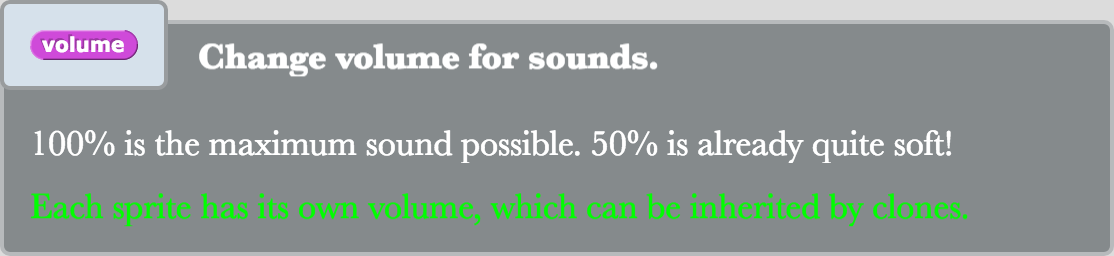 volume
Change volume for sounds.
100% is the maximum sound possible. 50% is already quite soft!
Each sprite has its own volume, which can be inherited by clones.